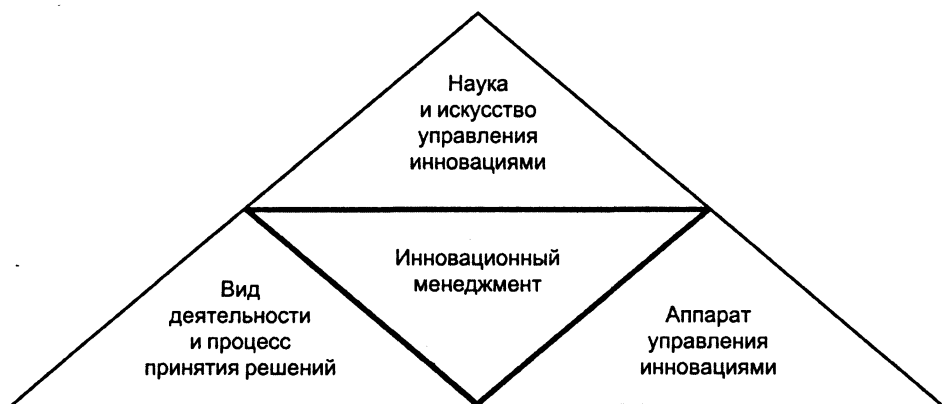 Наука
и искусство
управления
инновациями
Инновационный
менеджмент
Вид
деятельности
и процесс
принятия решений
Аппарат
управления
инновациями